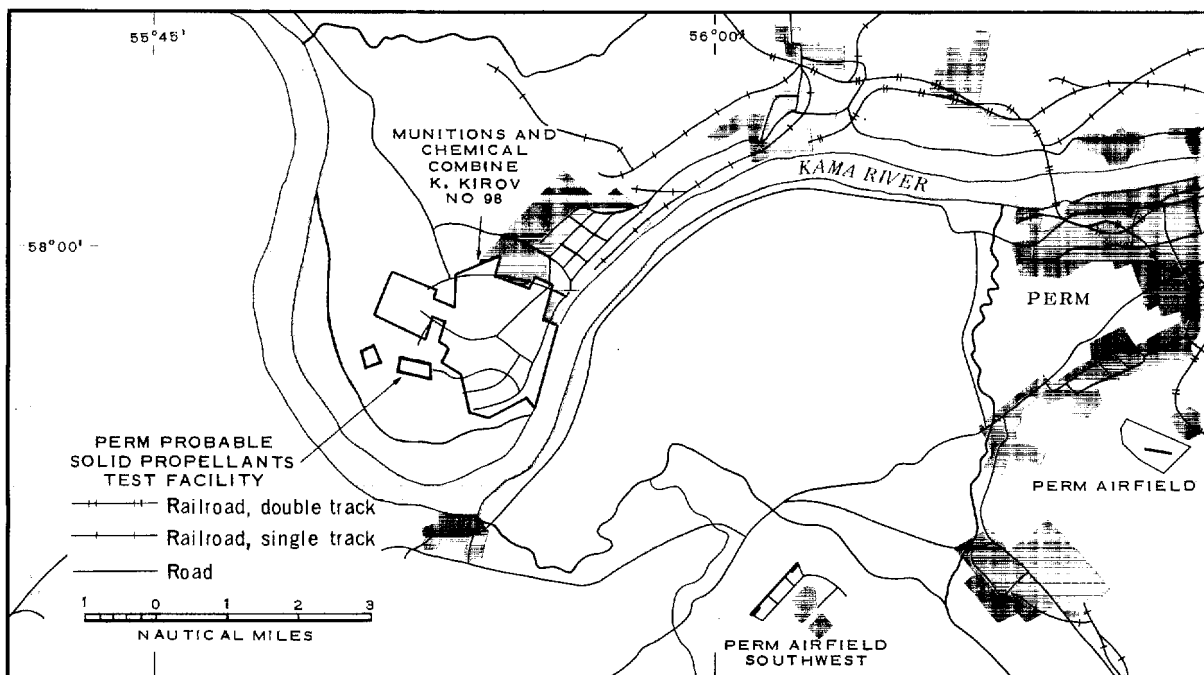 55°45'
56°00'
MUNITIONS AND
CHEMICAL
COMBINE
K. KIROV
NO 98
KAMA RIVER
58°00'
PERM
PERM PROBABLE
SOLID PROPELLANTS
TEST FACILITY
PERM AIRFIELD
Railroad, double track
Railroad, single track
Road
1 0 1 2 3
NAUTICAL MILES
PERM AIRFIELD
SOUTHWEST